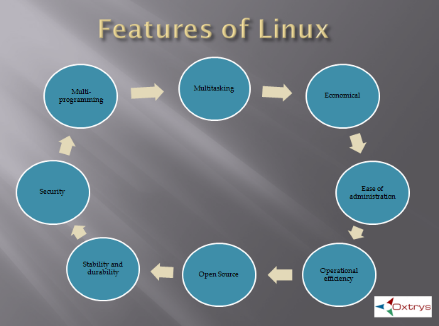 Features of Linux
Multi-
programming
Multitasking
Economical
Ease of
administration
Operational
efficiency
Open Source
Stability and
durability
Security
Oxtrys